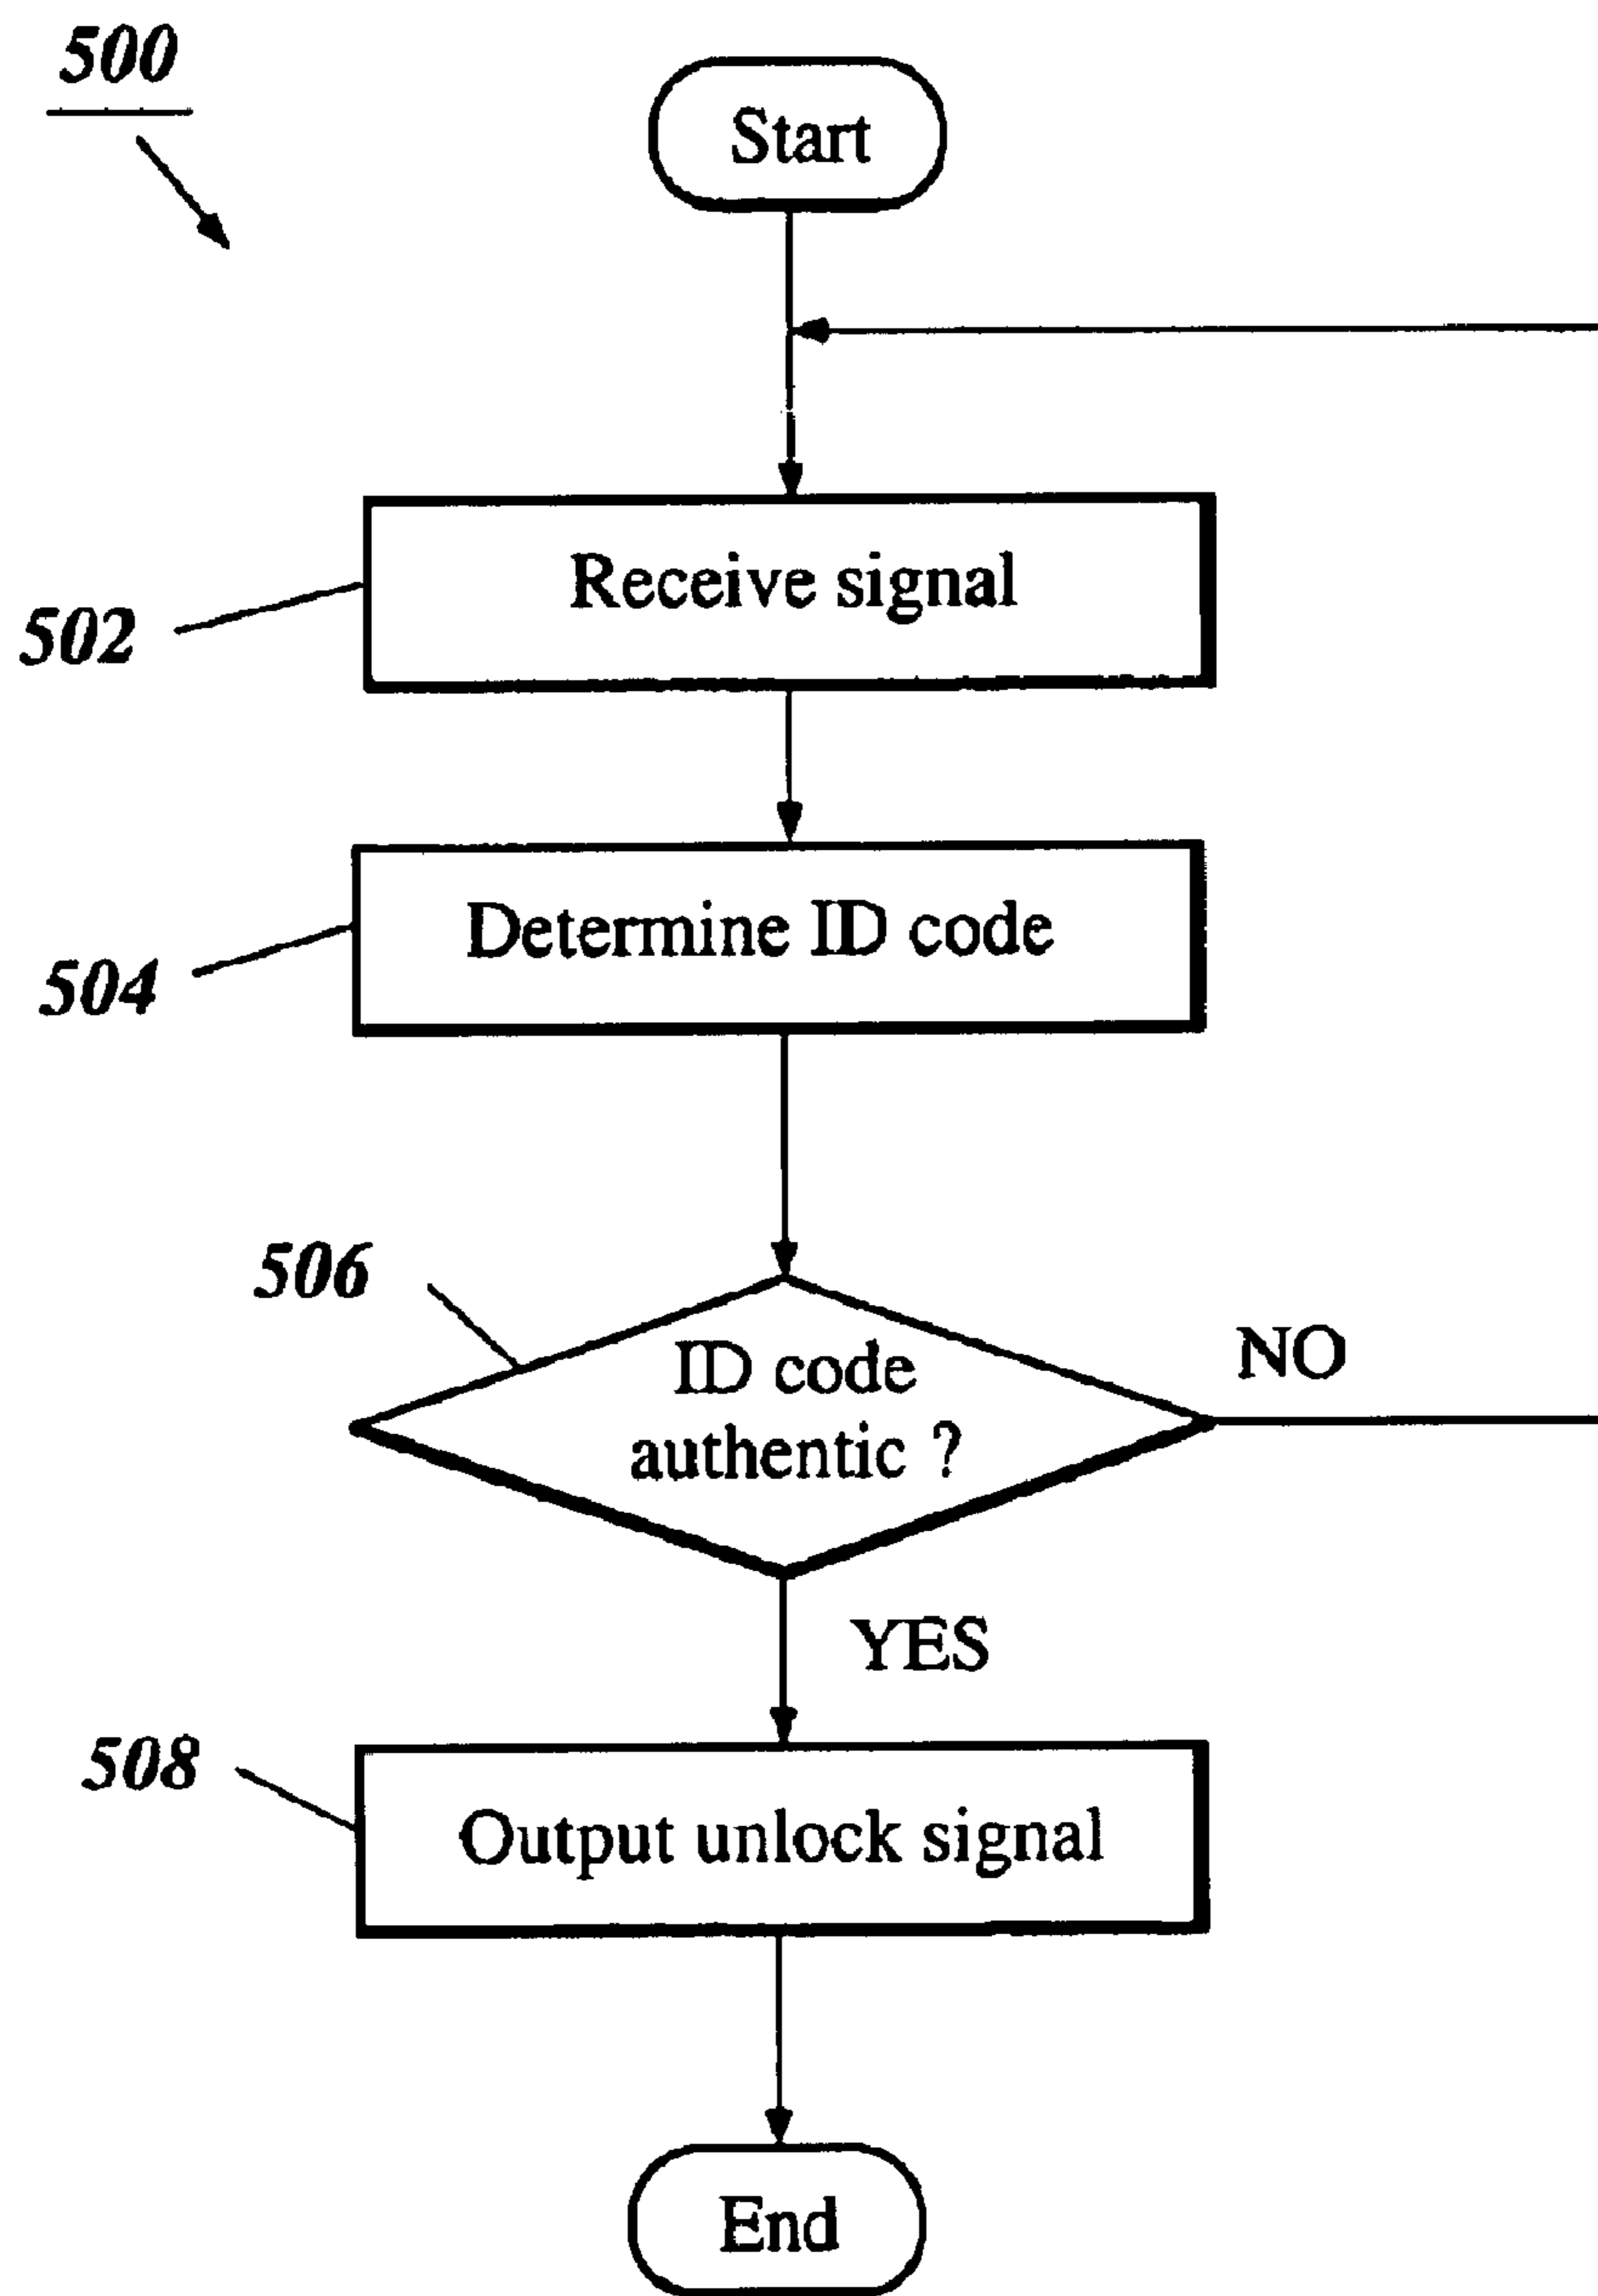 500
Start
Receive signal
502
Determine ID code
504
506
ID code
authentic ?
NO
YES
508
Output unlock signal
End